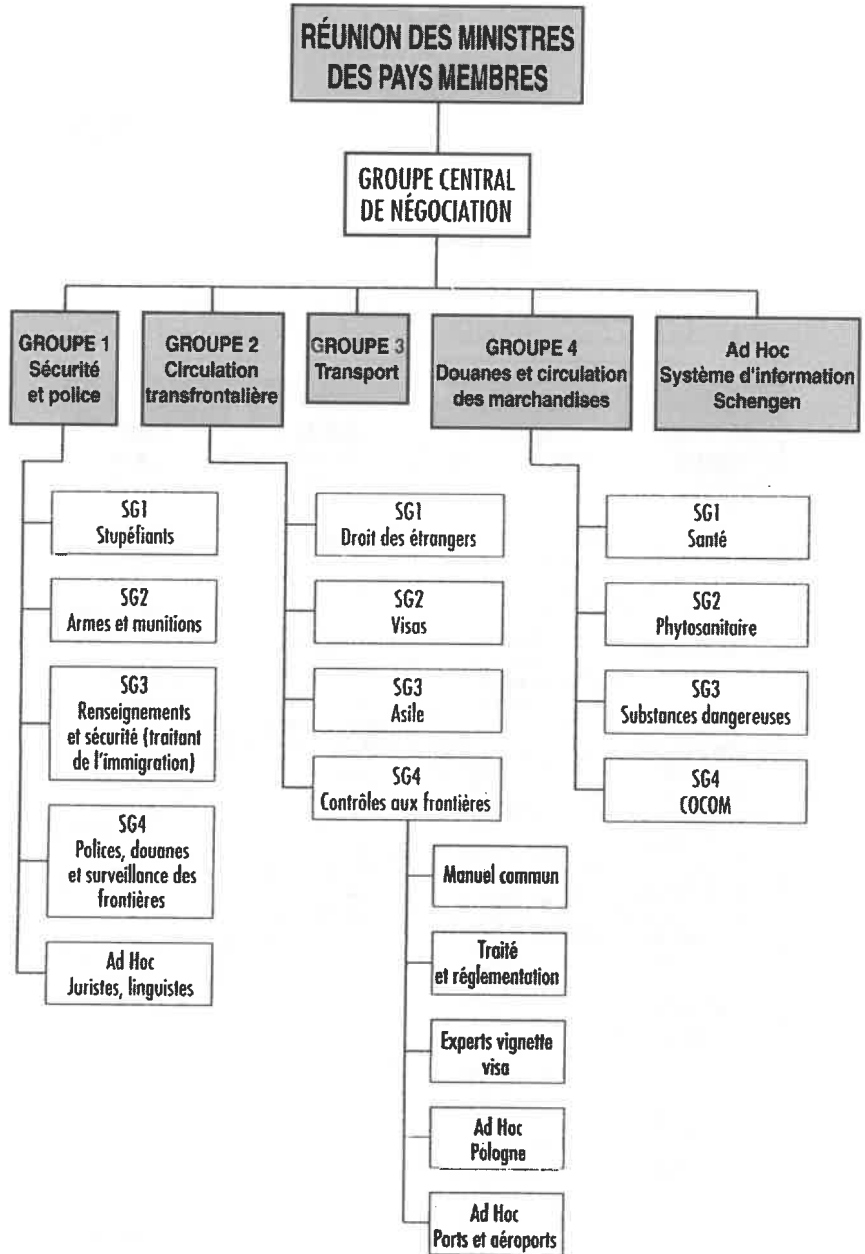 RÉUNION DES MINISTRES
DES PAYS MEMBRES
GROUPE CENTRAL
DE NÉGOCIATION
GROUPE 1
Sécurité
et police
GROUPE 2
Circulation
transfrontalière
GROUPE 3
Transport
GROUPE 4
Douanes et circulation
des marchandises
Ad Hoc
Système d'information
Schengen
SG1
Stupéfiants
SG2
Armes et munitions
SG3
Renseignements
et sécurité (traitant
de l'immigration)
SG4
Polices, douanes
et surveillance des
frontières
Ad Hoc
Juristes, linguistes
SG1
Droit des étrangers
SG2
Visas
SG3
Asile
SG4
Contrôles aux frontières
Manuel commun
Traité
et réglementation
Experts vignette
visa
Ad Hoc
Pologne
Ad Hoc
Ports et aéroports
SG1
Santé
SG2
Phytosanitaire
SG3
Substances dangereuses
SG4
COCOM